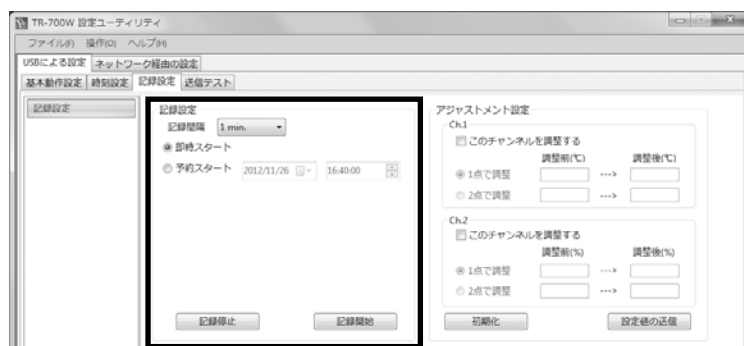 TR-700W 設定ユーティリティ
ファイル(F) 操作(O) ヘルプ(H)
USBによる設定 ネットワーク経由の設定
基本動作設定 時刻設定 記録設定 送信テスト
記録設定
記録設定
記録間隔 1 min.
即時スタート
予約スタート 2012/11/26 16:40:00
記録停止 記録開始
アジャストメント設定
Ch.1
このチャンネルを調整する
調整前(℃) 調整後(℃)
1点で調整 --->
2点で調整 --->
Ch.2
このチャンネルを調整する
調整前(%) 調整後(%)
1点で調整 --->
2点で調整 --->
初期化 設定値の送信